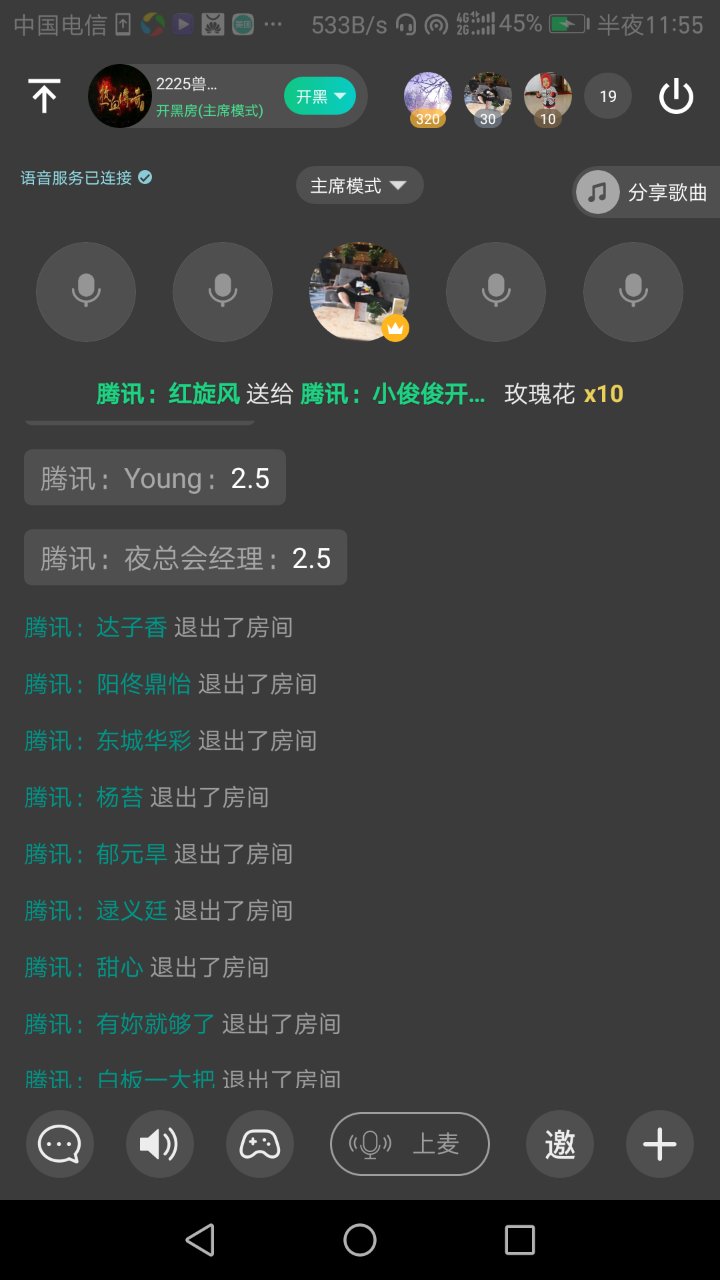 中国电信 533B/s 4G 2G 45% 半夜11:55
2225兽...
开黑房(主席模式)
开黑
320 30 10 19
语音服务已连接
主席模式
分享歌曲
腾讯：红旋风 送给 腾讯：小俊俊开... 玫瑰花 x10
腾讯：Young：2.5
腾讯：夜总会经理：2.5
腾讯：达子香 退出了房间
腾讯：阳佟鼎怡 退出了房间
腾讯：东城华彩 退出了房间
腾讯：杨苔 退出了房间
腾讯：郁元旱 退出了房间
腾讯：逯义廷 退出了房间
腾讯：甜心 退出了房间
腾讯：有妳就够了 退出了房间
腾讯：白板一大把 退出了房间
上麦
邀